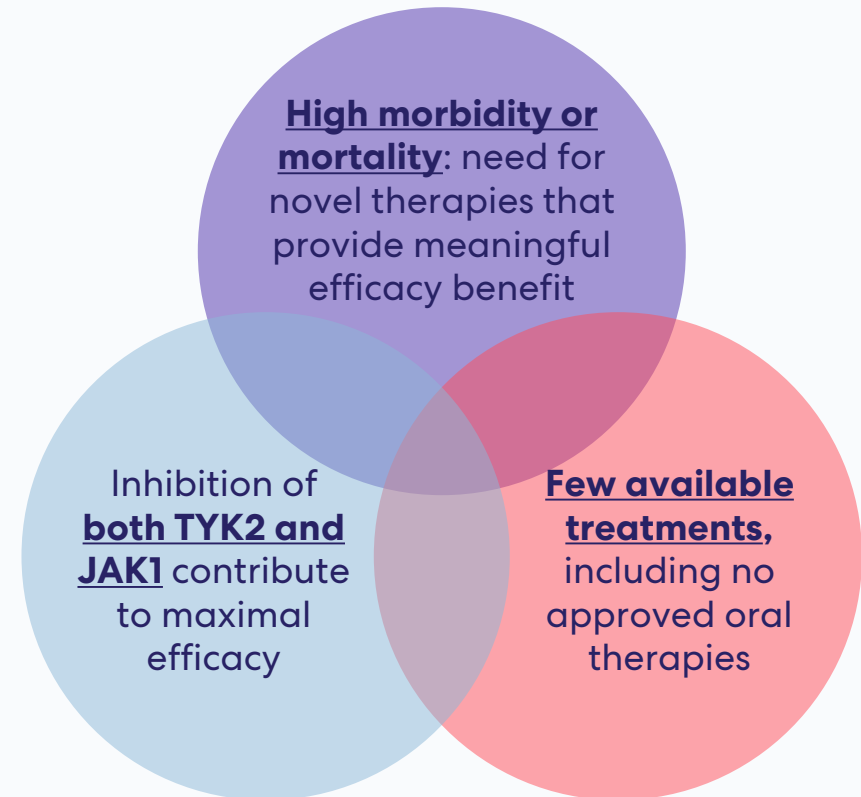 High morbidity or
mortality: need for
novel therapies that
provide meaningful
efficacy benefit
Inhibition of
both TYK2 and
JAK1 contribute
to maximal
efficacy
Few available
treatments,
including no
approved oral
therapies